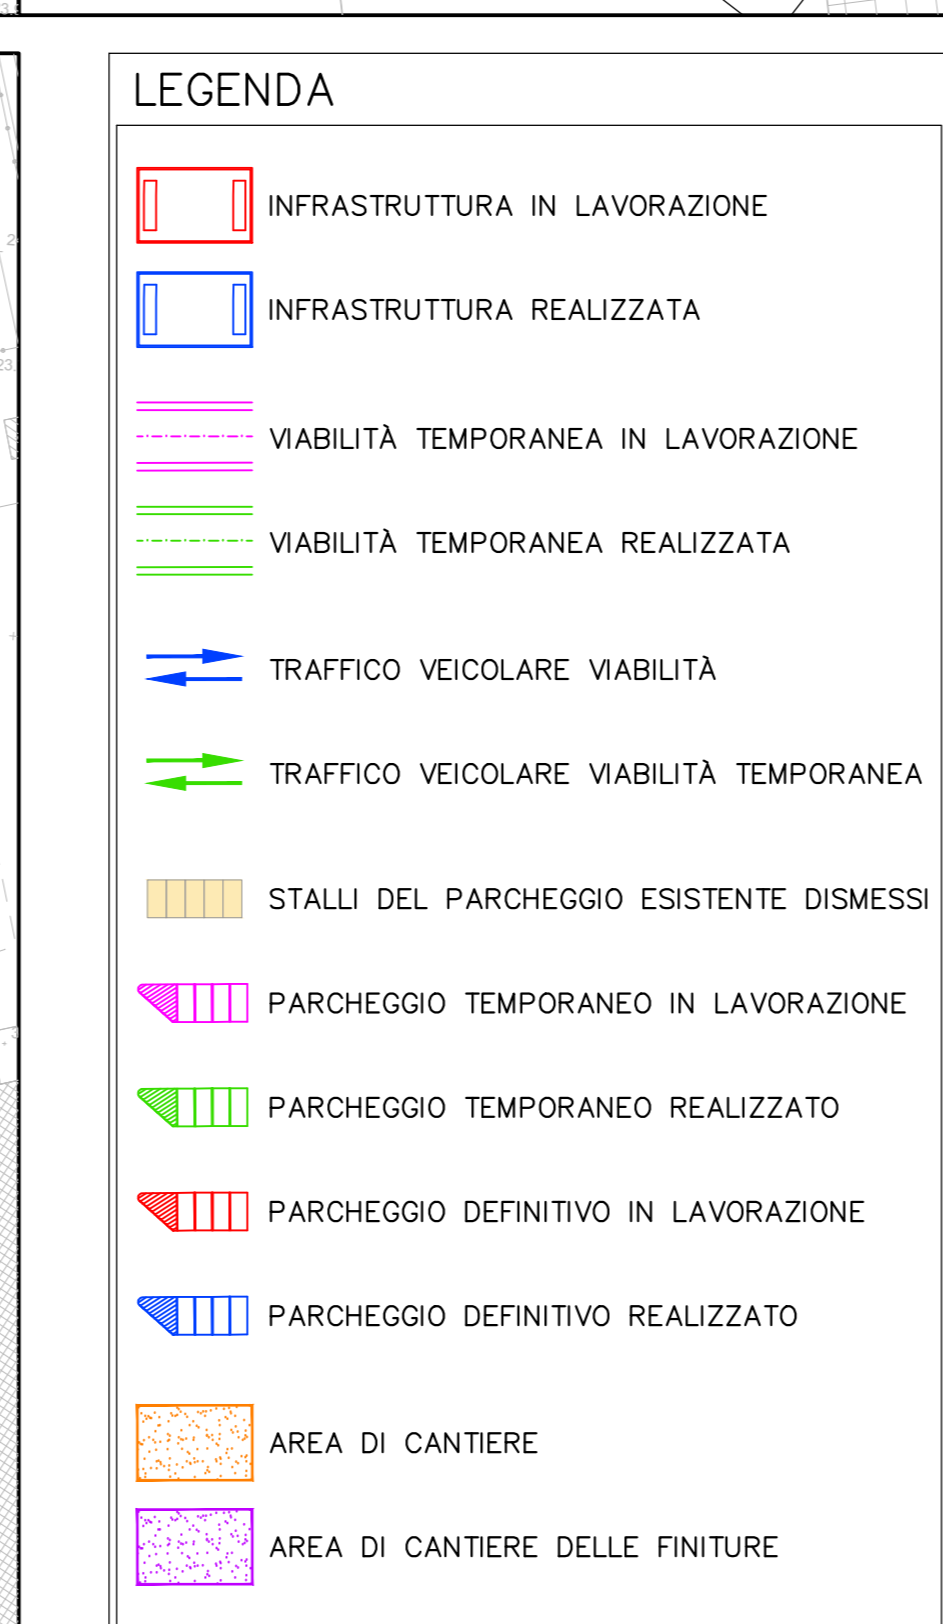 LEGENDA
INFRASTRUTTURA IN LAVORAZIONE
INFRASTRUTTURA REALIZZATA
VIABILITÀ TEMPORANEA IN LAVORAZIONE
VIABILITÀ TEMPORANEA REALIZZATA
TRAFFICO VEICOLARE VIABILITÀ
TRAFFICO VEICOLARE VIABILITÀ TEMPORANEA
STALLI DEL PARCHEGGIO ESISTENTE DISMESSI
PARCHEGGIO TEMPORANEO IN LAVORAZIONE
PARCHEGGIO TEMPORANEO REALIZZATO
PARCHEGGIO DEFINITIVO IN LAVORAZIONE
PARCHEGGIO DEFINITIVO REALIZZATO
AREA DI CANTIERE
AREA DI CANTIERE DELLE FINITURE